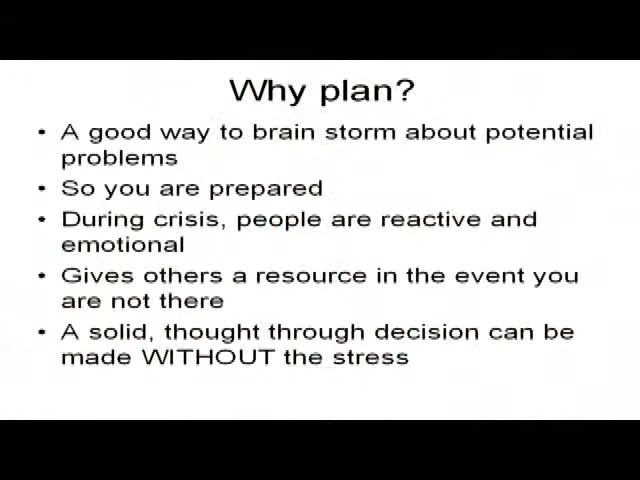 Why plan?
• A good way to brain storm about potential
problems
• So you are prepared
• During crisis, people are reactive and
emotional
• Gives others a resource in the event you
are not there
• A solid, thought through decision can be
made WITHOUT the stress